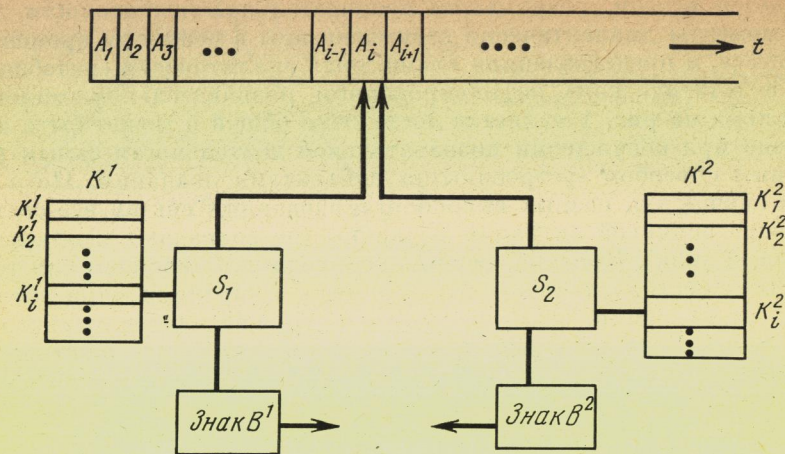 A₁ A₂ A₃ •••• Aᵢ₋₁ Aᵢ Aᵢ₊₁ •••• t
K¹ K²
K₁¹ K₁²
K₂¹ K₂²
S₁ S₂
Kᵢ¹ Kᵢ²
Знак B¹ Знак B²